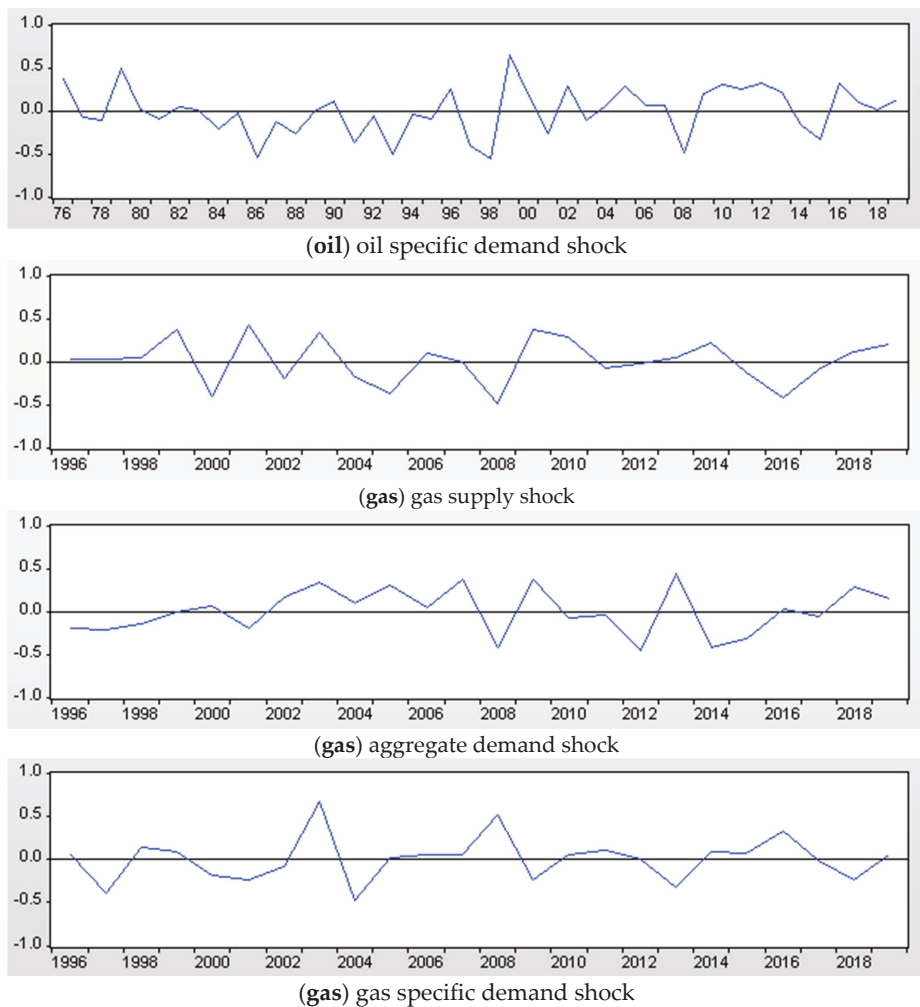 1.0
0.5
0.0
-0.5
-1.0
76 78 80 82 84 86 88 90 92 94 96 98 00 02 04 06 08 10 12 14 16 18
(oil) oil specific demand shock
1.0
0.5
0.0
-0.5
-1.0
1996 1998 2000 2002 2004 2006 2008 2010 2012 2014 2016 2018
(gas) gas supply shock
1.0
0.5
0.0
-0.5
-1.0
1996 1998 2000 2002 2004 2006 2008 2010 2012 2014 2016 2018
(gas) aggregate demand shock
1.0
0.5
0.0
-0.5
-1.0
1996 1998 2000 2002 2004 2006 2008 2010 2012 2014 2016 2018
(gas) gas specific demand shock